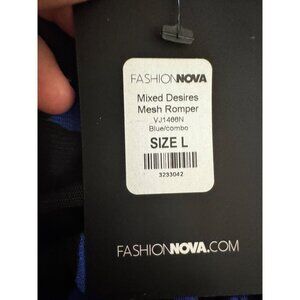 FASHIONNOVA
Mixed Desires
Mesh Romper
VJ1400N
Blue/combo
SIZE L
3233042
FASHIONNOVA.COM